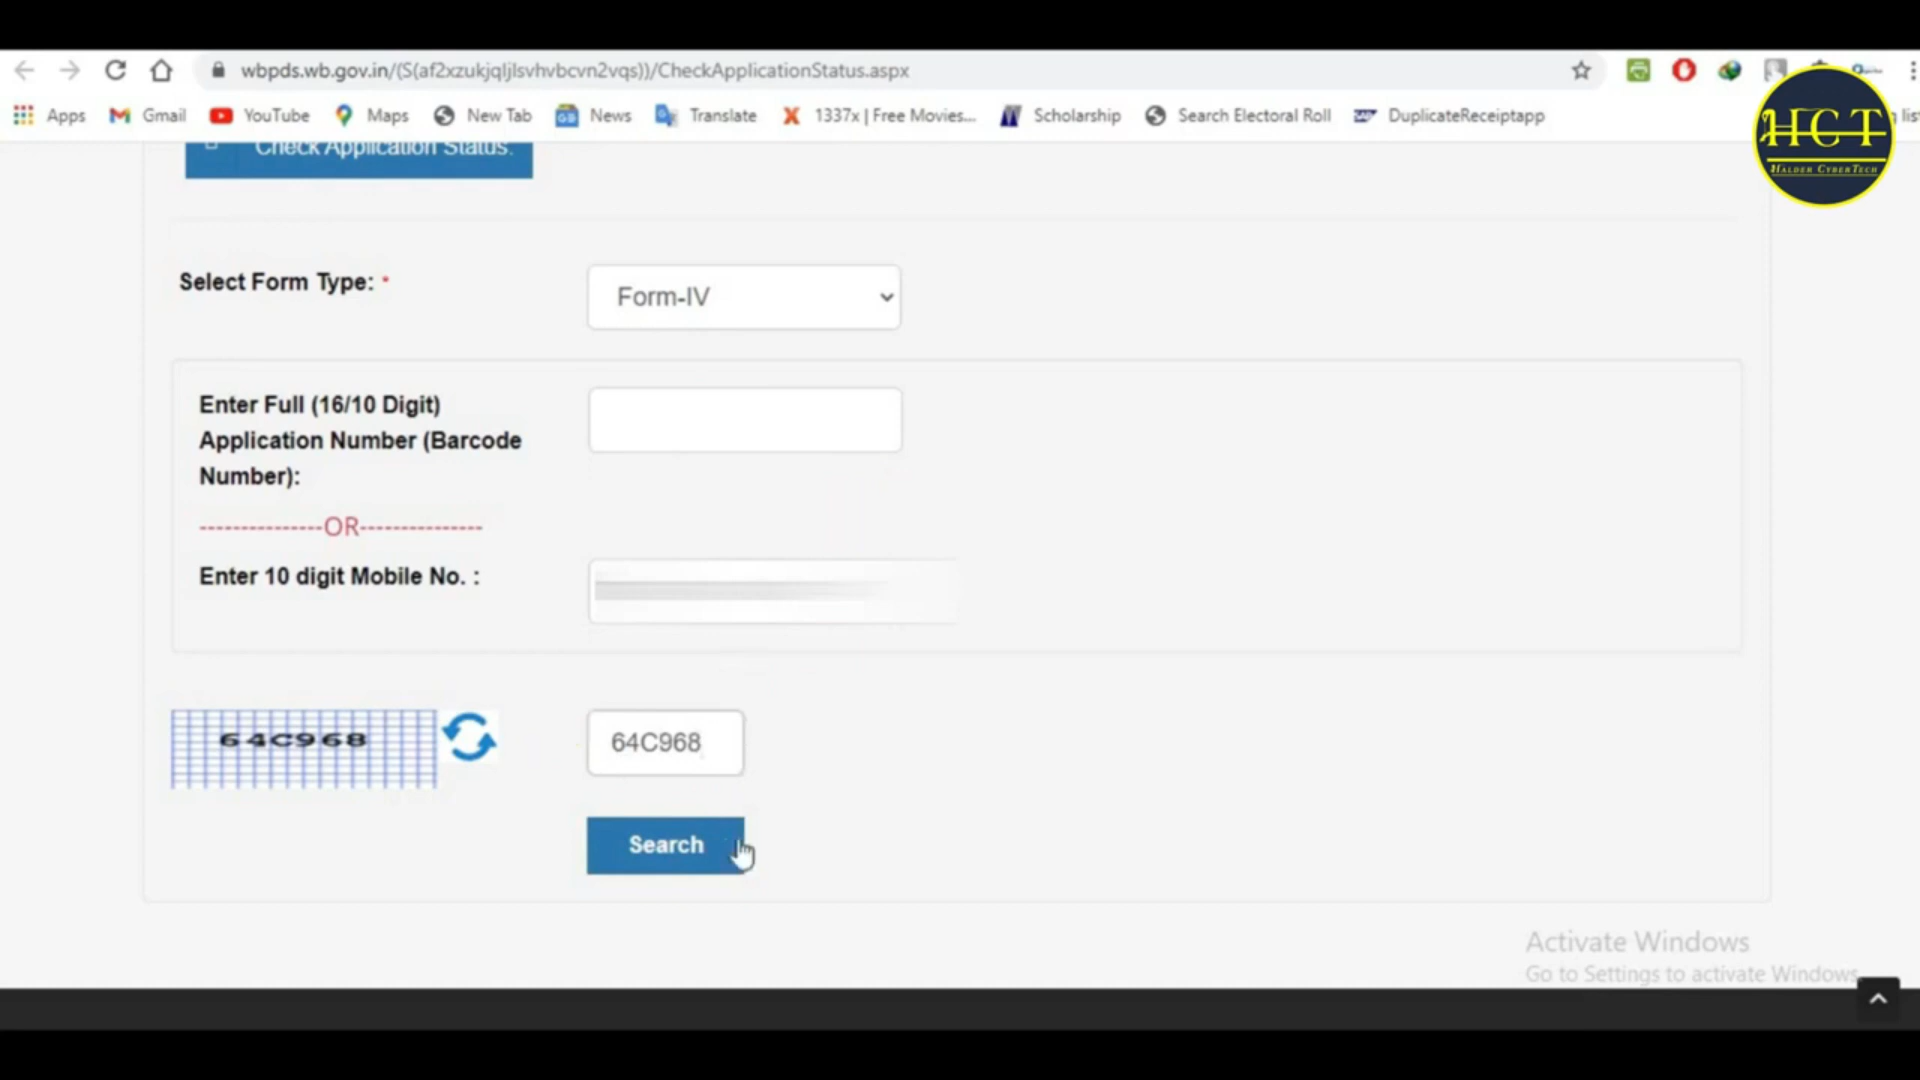 wbpds.wb.gov.in/(S(af2xzukjqljlsvhvbcvn2vqs))/CheckApplicationStatus.aspx
Apps Gmail YouTube Maps New Tab News Translate 1337x | Free Movies... Scholarship Search Electoral Roll DuplicateReceiptapp
HCT
HALDER CYBERTECH
Check Application Status.
Select Form Type: *
Form-IV
Enter Full (16/10 Digit)
Application Number (Barcode
Number):
---------------OR---------------
Enter 10 digit Mobile No. :
64C968
64C968
Search
Activate Windows
Go to Settings to activate Windows.